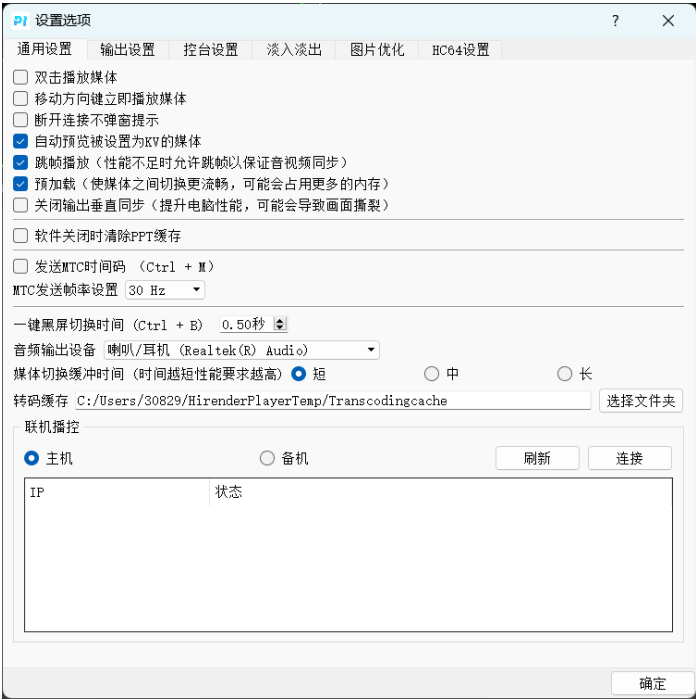 PI 设置选项 ?
通用设置 输出设置 控台设置 淡入淡出 图片优化 HC64设置
双击播放媒体
移动方向键立即播放媒体
断开连接不弹窗提示
自动预览被设置为KV的媒体
跳帧播放（性能不足时允许跳帧以保证音视频同步）
预加载（使媒体之间切换更流畅，可能会占用更多的内存）
关闭输出垂直同步（提升电脑性能，可能会导致画面撕裂）
软件关闭时清除PPT缓存
发送MTC时间码 （Ctrl + M）
MTC发送帧率设置 30 Hz
一键黑屏切换时间 (Ctrl + B) 0.50秒
音频输出设备 喇叭/耳机 (Realtek(R) Audio)
媒体切换缓冲时间 (时间越短性能要求越高) 短 中 长
转码缓存 C:/Users/30829/HirenderPlayerTemp/Transcodingcache 选择文件夹
联机播控
主机 备机 刷新 连接
IP 状态
确定